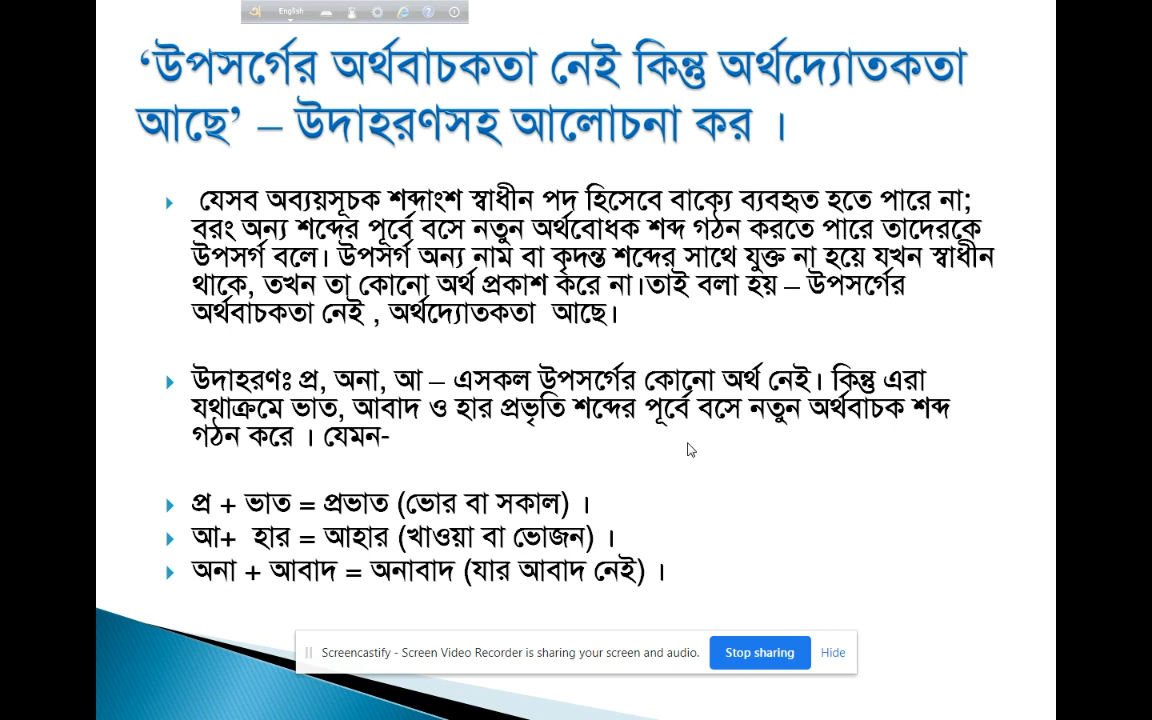 English
‘উপসর্গের অর্থবাচকতা নেই কিন্তু অর্থদ্যোতকতা
আছে’ – উদাহরণসহ আলোচনা কর ।
যেসব অব্যয়সূচক শব্দাংশ স্বাধীন পদ হিসেবে বাক্যে ব্যবহৃত হতে পারে না;
বরং অন্য শব্দের পূর্বে বসে নতুন অর্থবোধক শব্দ গঠন করতে পারে তাদেরকে
উপসর্গ বলে। উপসর্গ অন্য নাম বা কৃদন্ত শব্দের সাথে যুক্ত না হয়ে যখন স্বাধীন
থাকে, তখন তা কোনো অর্থ প্রকাশ করে না।তাই বলা হয় – উপসর্গের
অর্থবাচকতা নেই , অর্থদ্যোতকতা আছে।
উদাহরণঃ প্র, অনা, আ – এসকল উপসর্গের কোনো অর্থ নেই। কিন্তু এরা
যথাক্রমে ভাত, আবাদ ও হার প্রভৃতি শব্দের পূর্বে বসে নতুন অর্থবাচক শব্দ
গঠন করে । যেমন-
প্র + ভাত = প্রভাত (ভোর বা সকাল) ।
আ+ হার = আহার (খাওয়া বা ভোজন) ।
অনা + আবাদ = অনাবাদ (যার আবাদ নেই) ।
Screencastify - Screen Video Recorder is sharing your screen and audio. Stop sharing Hide